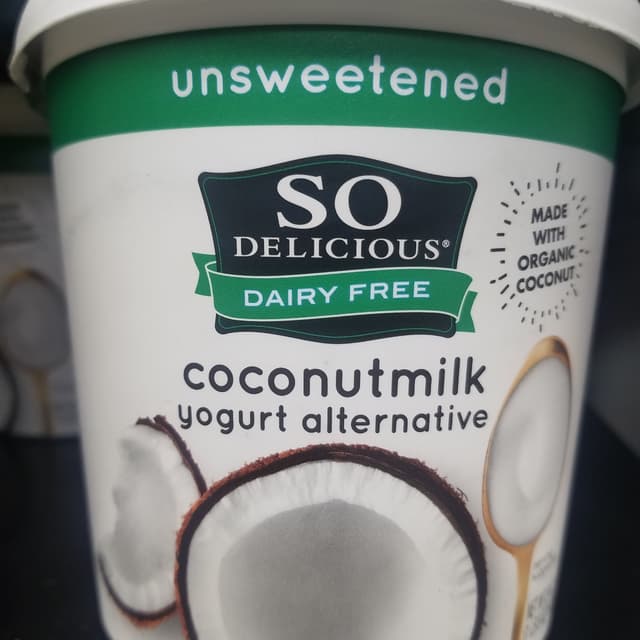 unsweetened
SO
DELICIOUS®
DAIRY FREE
MADE
WITH
ORGANIC
COCONUT
coconutmilk
yogurt alternative